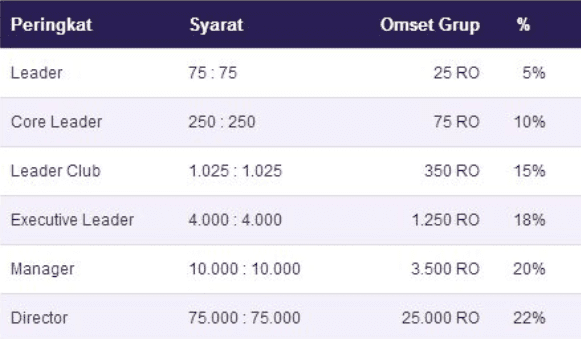 Peringkat Syarat Omset Grup %
Leader 75 : 75 25 RO 5%
Core Leader 250 : 250 75 RO 10%
Leader Club 1.025 : 1.025 350 RO 15%
Executive Leader 4.000 : 4.000 1.250 RO 18%
Manager 10.000 : 10.000 3.500 RO 20%
Director 75.000 : 75.000 25.000 RO 22%